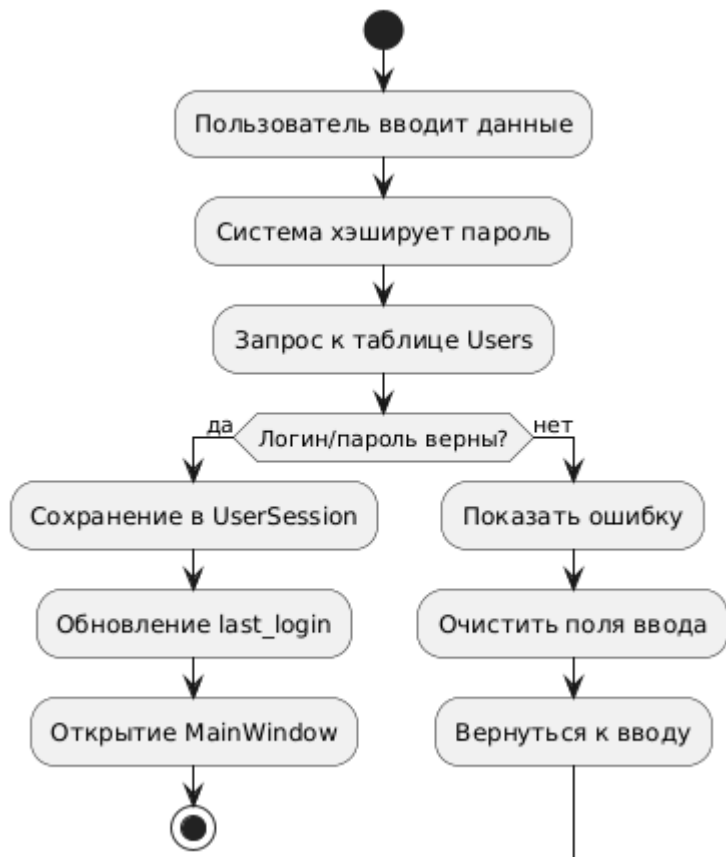 Пользователь вводит данные
Система хэширует пароль
Запрос к таблице Users
да
Логин/пароль верны?
нет
Сохранение в UserSession
Показать ошибку
Обновление last_login
Очистить поля ввода
Открытие MainWindow
Вернуться к вводу